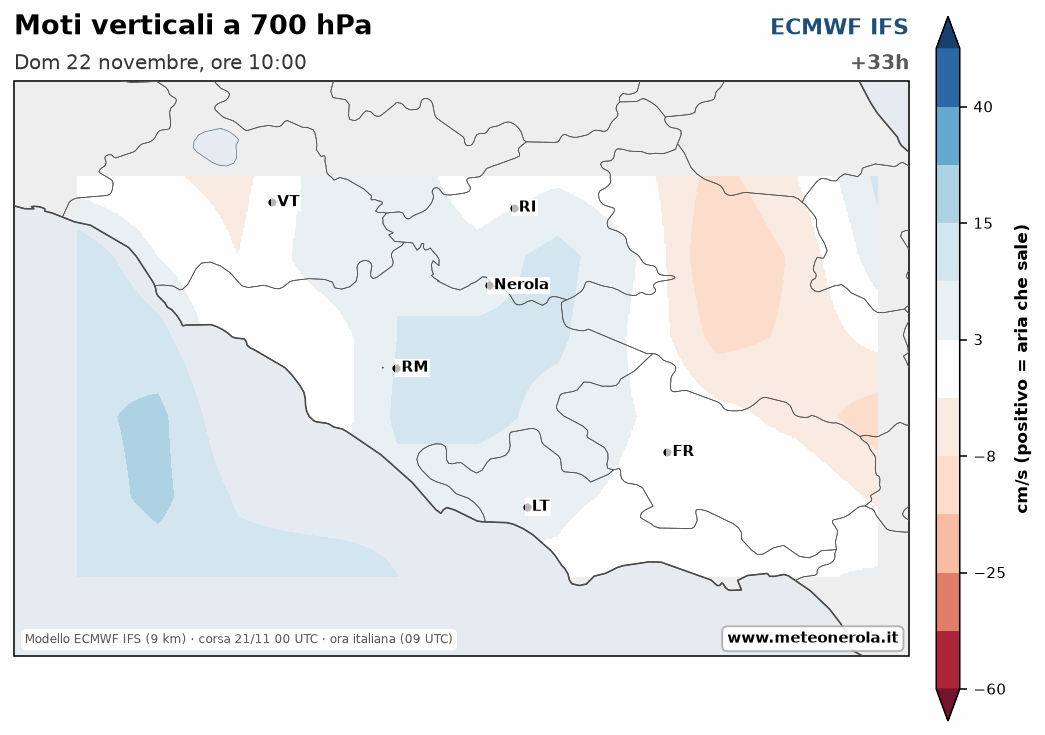 Moti verticali a 700 hPa
ECMWF IFS
Dom 22 novembre, ore 10:00
+33h
40
15
3
−8
−25
−60
cm/s (positivo = aria che sale)
VT
RI
Nerola
RM
FR
LT
Modello ECMWF IFS (9 km) · corsa 21/11 00 UTC · ora italiana (09 UTC)
www.meteonerola.it